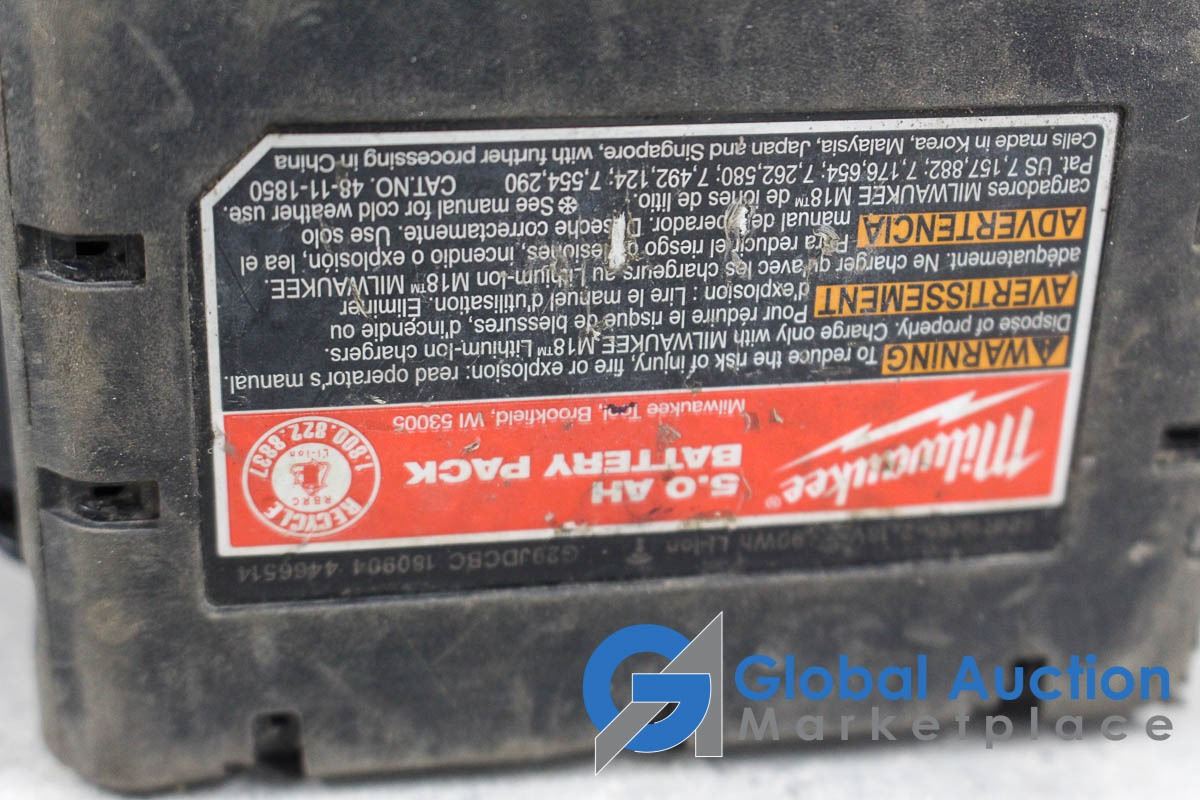 G29JDCBC 180904 4466514
90Wh Li-Ion
Milwaukee®
5.0 AH
BATTERY PACK
Milwaukee Tool, Brookfield, WI 53005
RECYCLE
RBRC
Li-Ion
1.800.822.8837
WARNING To reduce the risk of injury, fire or explosion: read operator's manual.
Dispose of properly. Charge only with MILWAUKEE M18™ Lithium-Ion chargers.
AVERTISSEMENT Pour réduire le risque de blessures, d'incendie ou
d'explosion : Lire le manuel d'utilisation. Éliminer
adéquatement. Ne charger qu'avec les chargeurs au Lithium-Ion M18™ MILWAUKEE.
ADVERTENCIA Para reducir el riesgo de lesiones, incendio o explosión, lea el
manual del operador. Deseche correctamente. Use solo
cargadores MILWAUKEE M18™ de iones de litio. ❄ See manual for cold weather use.
Pat. US 7,157,882; 7,176,654; 7,262,580; 7,492,124; 7,554,290 CAT.NO. 48-11-1850
Cells made in Korea, Malaysia, Japan and Singapore, with further processing in China
GA Global Auction
Marketplace